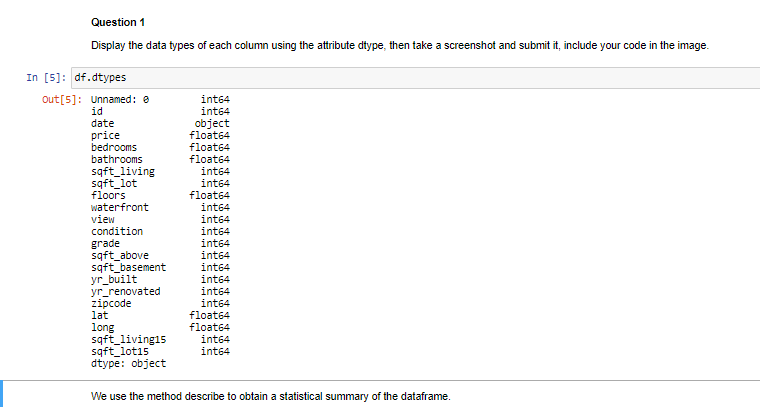 Question 1
Display the data types of each column using the attribute dtype, then take a screenshot and submit it, include your code in the image.
In [5]: df.dtypes
Out[5]: Unnamed: 0 int64
id int64
date object
price float64
bedrooms float64
bathrooms float64
sqft_living int64
sqft_lot int64
floors float64
waterfront int64
view int64
condition int64
grade int64
sqft_above int64
sqft_basement int64
yr_built int64
yr_renovated int64
zipcode int64
lat float64
long float64
sqft_living15 int64
sqft_lot15 int64
dtype: object
We use the method describe to obtain a statistical summary of the dataframe.